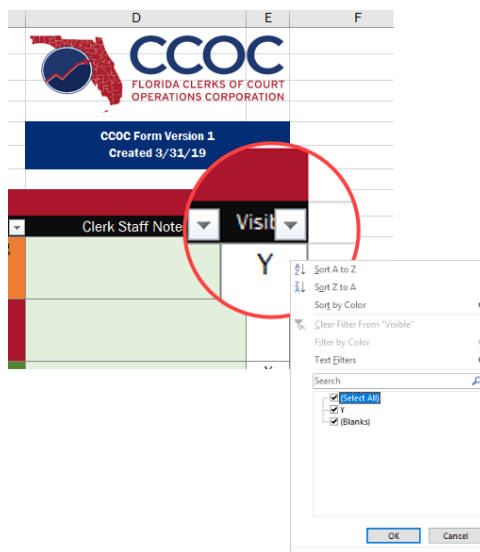 D E F
CCOC
FLORIDA CLERKS OF COURT
OPERATIONS CORPORATION
CCOC Form Version 1
Created 3/31/19
Clerk Staff Note
Visib
Y
Sort A to Z
Sort Z to A
Sort by Color
Clear Filter From "Visible"
Filter by Color
Text Filters
Search
(Select All)
Y
(Blanks)
OK Cancel